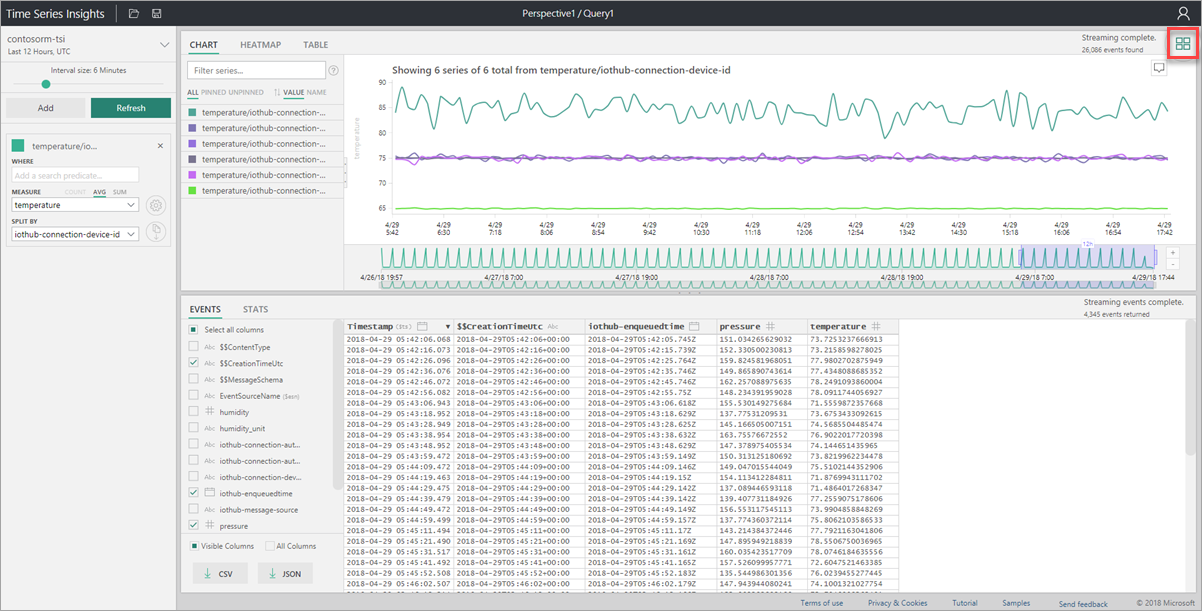 Time Series Insights
Perspective1 / Query1
contosorm-tsi
Last 12 Hours, UTC
Interval size: 6 Minutes
Add Refresh
temperature/io...
WHERE
Add a search predicate...
MEASURE COUNT AVG SUM
temperature
SPLIT BY
iothub-connection-device-id
CHART HEATMAP TABLE
Streaming complete.
26,086 events found
Filter series...
ALL PINNED UNPINNED VALUE NAME
temperature/iothub-connection-...
temperature/iothub-connection-...
temperature/iothub-connection-...
temperature/iothub-connection-...
temperature/iothub-connection-...
temperature/iothub-connection-...
Showing 6 series of 6 total from temperature/iothub-connection-device-id
temperature
90
85
80
75
70
65
4/29 4/29 4/29 4/29 4/29 4/29 4/29 4/29 4/29 4/29 4/29 4/29 4/29 4/29 4/29 4/29
5:42 6:30 7:18 8:06 8:54 9:42 10:30 11:18 12:06 12:54 13:42 14:30 15:18 16:06 16:54 17:42
12h
+
-
4/26/18 19:57 4/27/18 7:00 4/27/18 19:00 4/28/18 7:00 4/28/18 19:00 4/29/18 7:00 4/29/18 17:44
EVENTS STATS
Streaming events complete.
4,345 events returned
Select all columns
$$ContentType
$$CreationTimeUtc
Abc $$MessageSchema
Abc EventSourceName ($esn)
# humidity
Abc humidity_unit
Abc iothub-connection-aut...
Abc iothub-connection-aut...
Abc iothub-connection-dev...
iothub-enqueuedtime
Abc iothub-message-source
# pressure
Visible Columns All Columns
CSV JSON
Timestamp ($ts) $$CreationTimeUtc Abc iothub-enqueuedtime pressure # temperature #
2018-04-29 05:42:06.068 2018-04-29T05:42:06+00:00 2018-04-29T05:42:05.745Z 151.034265629032 73.7253237666913
2018-04-29 05:42:16.073 2018-04-29T05:42:16+00:00 2018-04-29T05:42:15.739Z 152.330500230813 73.2158598278025
2018-04-29 05:42:26.096 2018-04-29T05:42:26+00:00 2018-04-29T05:42:25.764Z 159.824581968051 77.9802702875949
2018-04-29 05:42:36.076 2018-04-29T05:42:36+00:00 2018-04-29T05:42:35.746Z 149.865890743614 77.4348088685352
2018-04-29 05:42:46.072 2018-04-29T05:42:46+00:00 2018-04-29T05:42:45.746Z 162.257088975635 78.2491093860004
2018-04-29 05:42:56.082 2018-04-29T05:42:56+00:00 2018-04-29T05:42:55.75Z 148.234391959028 78.0911744056927
2018-04-29 05:43:06.943 2018-04-29T05:43:06+00:00 2018-04-29T05:43:06.618Z 155.530149275684 71.5559872357668
2018-04-29 05:43:18.952 2018-04-29T05:43:18+00:00 2018-04-29T05:43:18.629Z 137.77531209531 73.6753433092615
2018-04-29 05:43:28.949 2018-04-29T05:43:28+00:00 2018-04-29T05:43:28.625Z 145.166505007151 74.5685504485474
2018-04-29 05:43:38.954 2018-04-29T05:43:38+00:00 2018-04-29T05:43:38.632Z 163.75576672552 76.9022017720398
2018-04-29 05:43:48.952 2018-04-29T05:43:48+00:00 2018-04-29T05:43:48.629Z 147.378975405534 74.144651435965
2018-04-29 05:43:59.472 2018-04-29T05:43:59+00:00 2018-04-29T05:43:59.149Z 150.313125180692 73.8219962234478
2018-04-29 05:44:09.472 2018-04-29T05:44:09+00:00 2018-04-29T05:44:09.146Z 149.047015544049 75.5102144352906
2018-04-29 05:44:19.463 2018-04-29T05:44:19+00:00 2018-04-29T05:44:19.15Z 154.113412284811 71.8769943111702
2018-04-29 05:44:29.475 2018-04-29T05:44:29+00:00 2018-04-29T05:44:29.142Z 137.089446593118 71.4864017268347
2018-04-29 05:44:39.479 2018-04-29T05:44:39+00:00 2018-04-29T05:44:39.142Z 139.407731184926 77.2559075178606
2018-04-29 05:44:49.472 2018-04-29T05:44:49+00:00 2018-04-29T05:44:49.149Z 156.553117545113 73.9904858848269
2018-04-29 05:44:59.499 2018-04-29T05:44:59+00:00 2018-04-29T05:44:59.157Z 137.774360372114 75.8062103586533
2018-04-29 05:45:11.494 2018-04-29T05:45:11+00:00 2018-04-29T05:45:11.17Z 143.214384372446 77.7921163041806
2018-04-29 05:45:21.490 2018-04-29T05:45:21+00:00 2018-04-29T05:45:21.169Z 147.895949218839 78.5506750036965
2018-04-29 05:45:31.517 2018-04-29T05:45:31+00:00 2018-04-29T05:45:31.161Z 160.035423517709 78.0746184635556
2018-04-29 05:45:41.492 2018-04-29T05:45:41+00:00 2018-04-29T05:45:41.165Z 157.526099957771 72.6047521463385
2018-04-29 05:45:52.508 2018-04-29T05:45:52+00:00 2018-04-29T05:45:52.183Z 135.544986301356 76.0239455277445
2018-04-29 05:46:02.507 2018-04-29T05:46:02+00:00 2018-04-29T05:46:02.179Z 147.943940480241 74.1001321027754
Terms of use Privacy & Cookies Tutorial Samples Send feedback © 2018 Microsoft